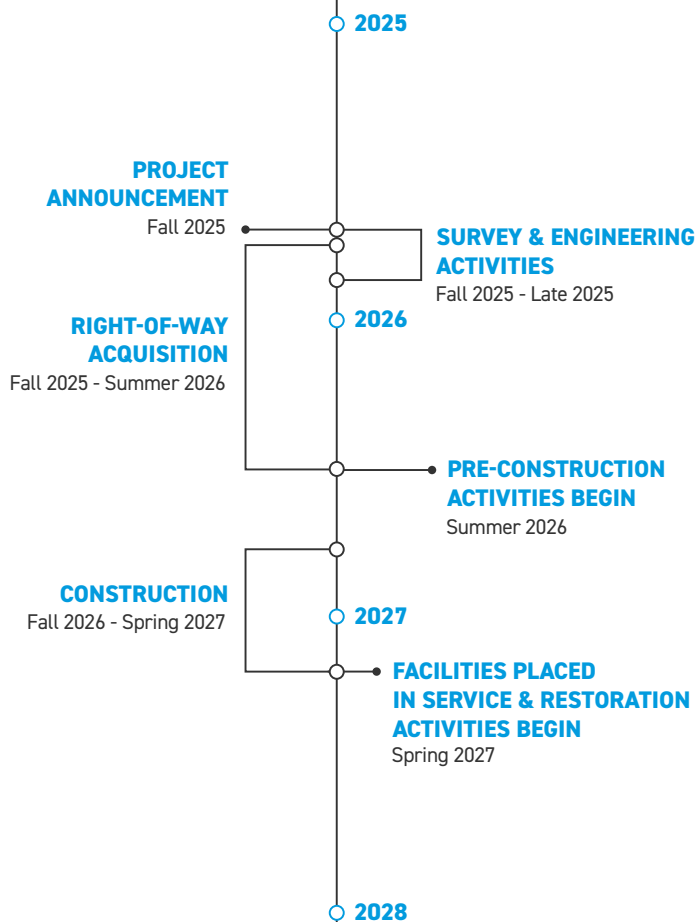 2025
PROJECT
ANNOUNCEMENT
Fall 2025
SURVEY & ENGINEERING
ACTIVITIES
Fall 2025 - Late 2025
RIGHT-OF-WAY
ACQUISITION
Fall 2025 - Summer 2026
2026
PRE-CONSTRUCTION
ACTIVITIES BEGIN
Summer 2026
CONSTRUCTION
Fall 2026 - Spring 2027
2027
FACILITIES PLACED
IN SERVICE & RESTORATION
ACTIVITIES BEGIN
Spring 2027
2028